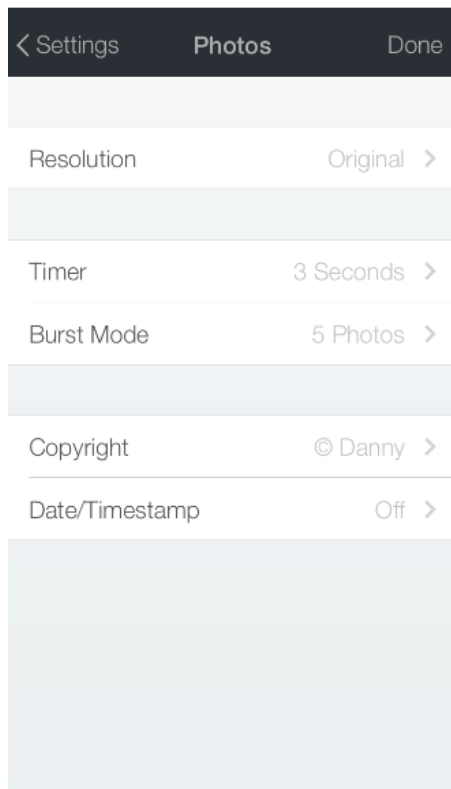 Settings Photos Done
Resolution Original
Timer 3 Seconds
Burst Mode 5 Photos
Copyright © Danny
Date/Timestamp Off